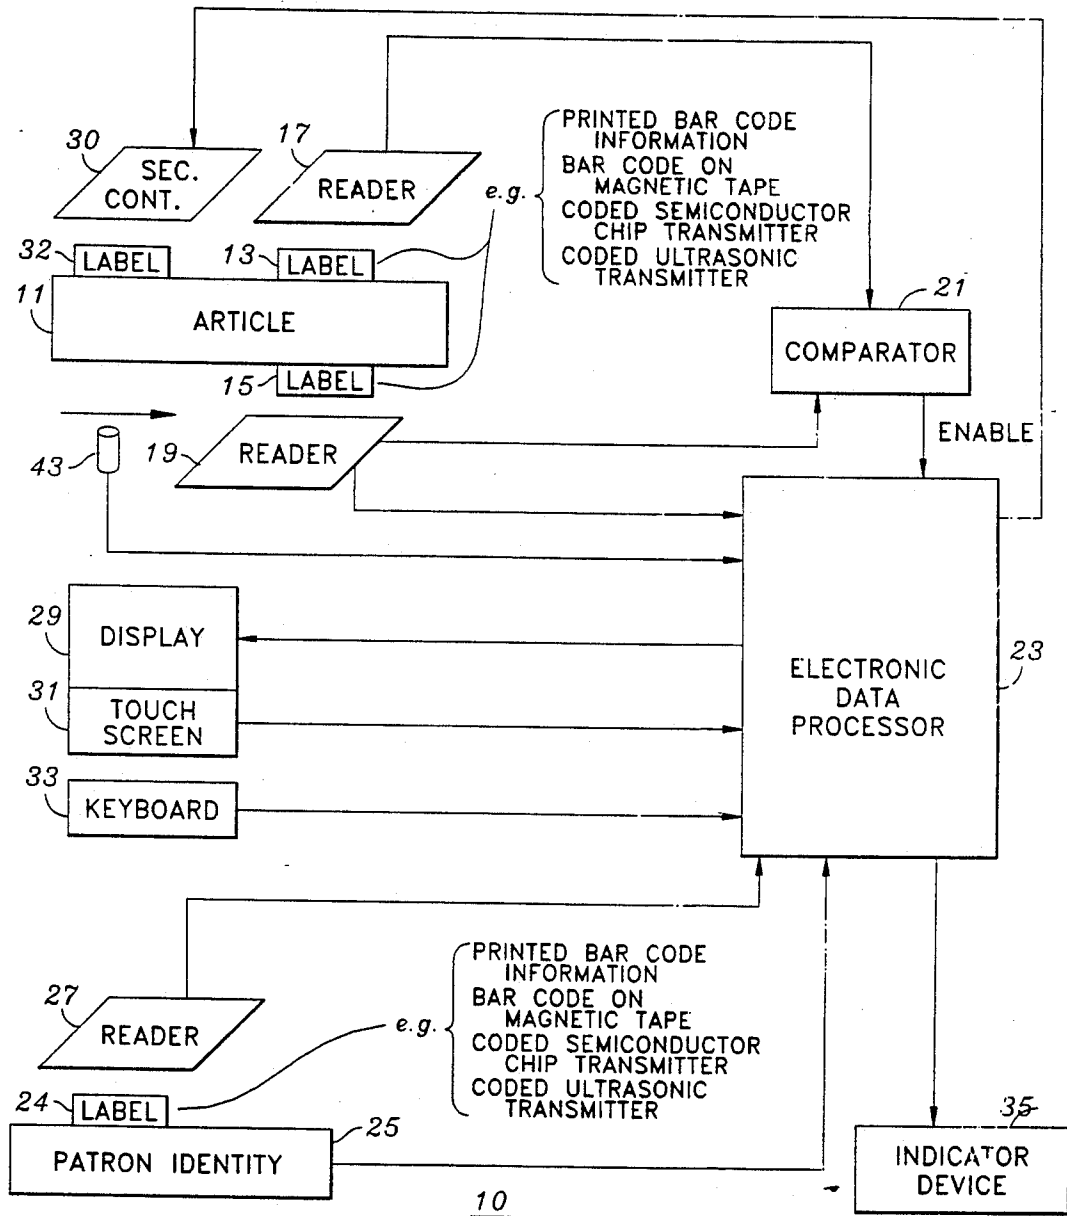 30
SEC.
CONT.
17
READER
e.g.
PRINTED BAR CODE
INFORMATION
BAR CODE ON
MAGNETIC TAPE
CODED SEMICONDUCTOR
CHIP TRANSMITTER
CODED ULTRASONIC
TRANSMITTER
32
LABEL
13
LABEL
11
ARTICLE
15
LABEL
21
COMPARATOR
ENABLE
43
19
READER
29
DISPLAY
31
TOUCH
SCREEN
33
KEYBOARD
23
ELECTRONIC
DATA
PROCESSOR
27
READER
e.g.
PRINTED BAR CODE
INFORMATION
BAR CODE ON
MAGNETIC TAPE
CODED SEMICONDUCTOR
CHIP TRANSMITTER
CODED ULTRASONIC
TRANSMITTER
24
LABEL
25
PATRON IDENTITY
35
INDICATOR
DEVICE
10